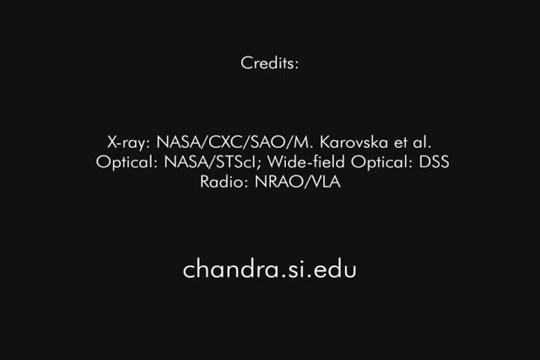 Credits:
X-ray: NASA/CXC/SAO/M. Karovska et al.
Optical: NASA/STScI; Wide-field Optical: DSS
Radio: NRAO/VLA
chandra.si.edu